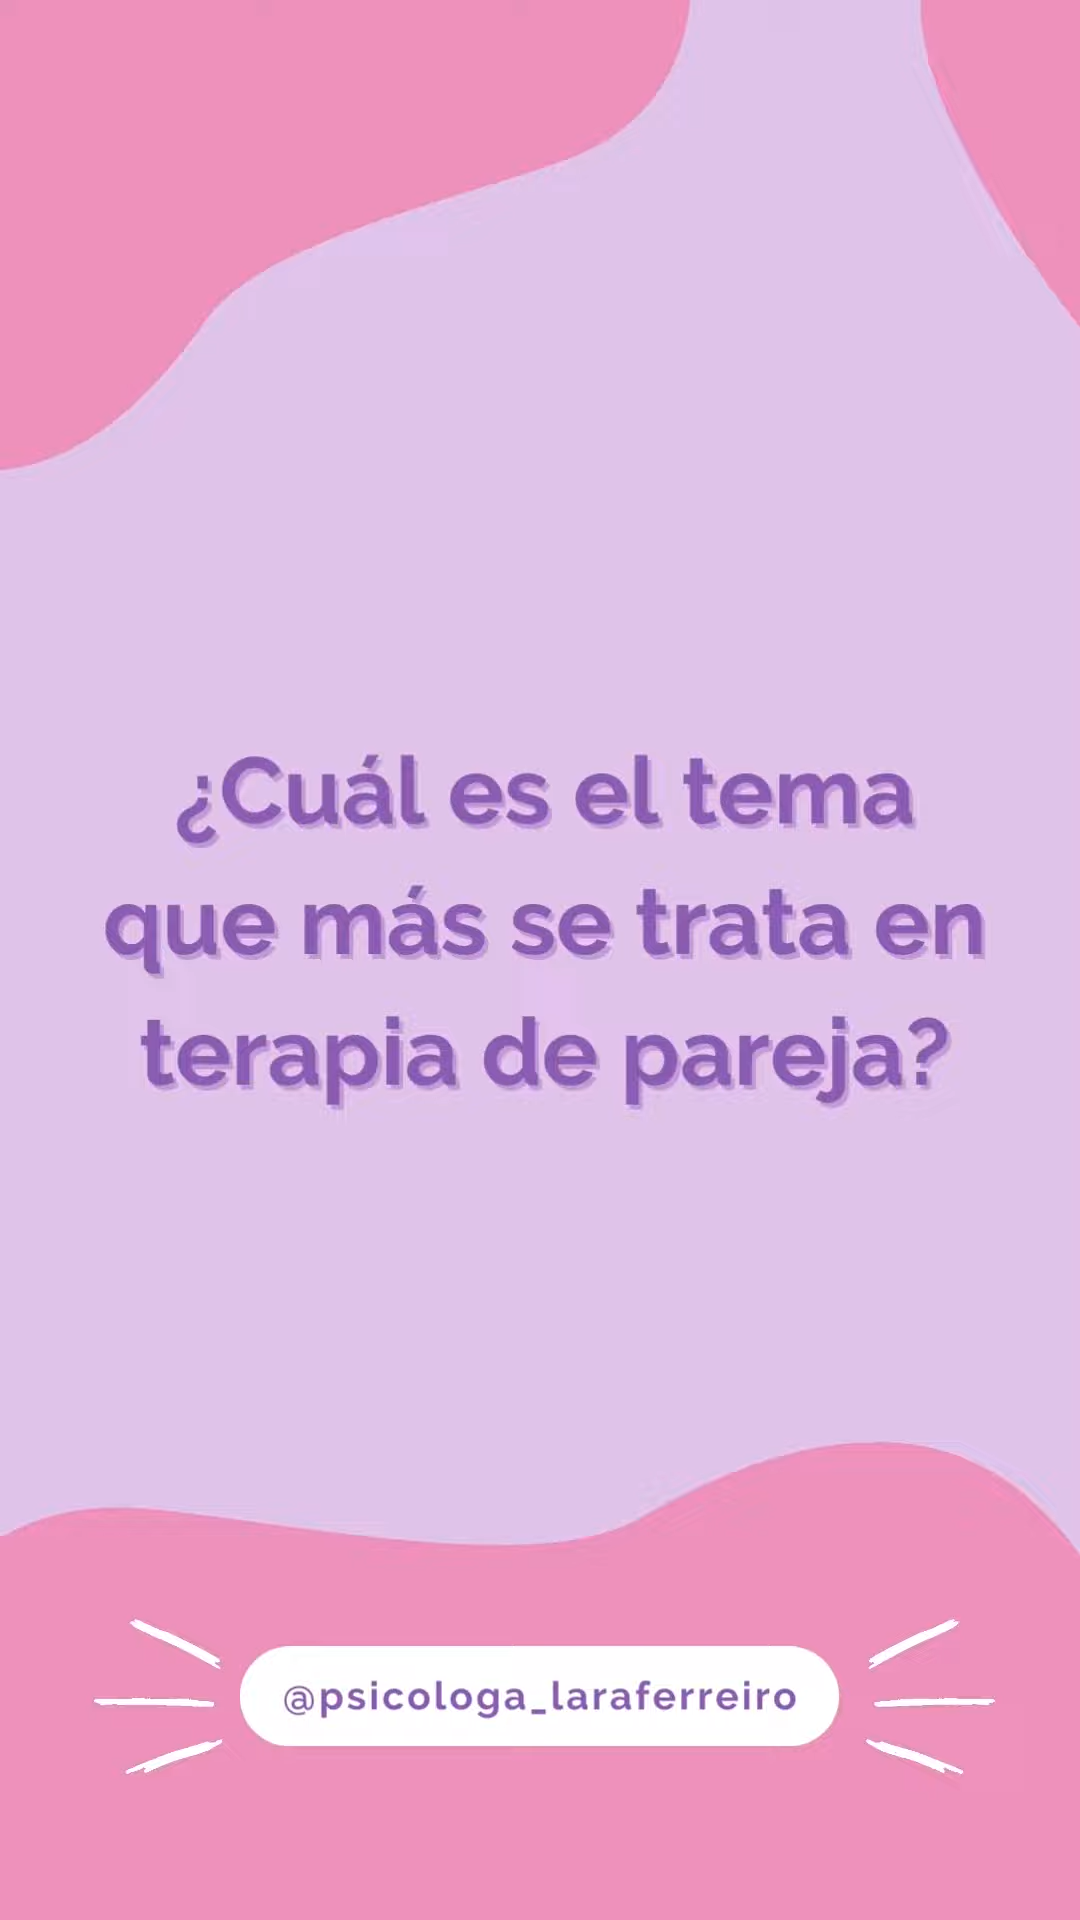 ¿Cuál es el tema
que más se trata en
terapia de pareja?
@psicologa_laraferreiro